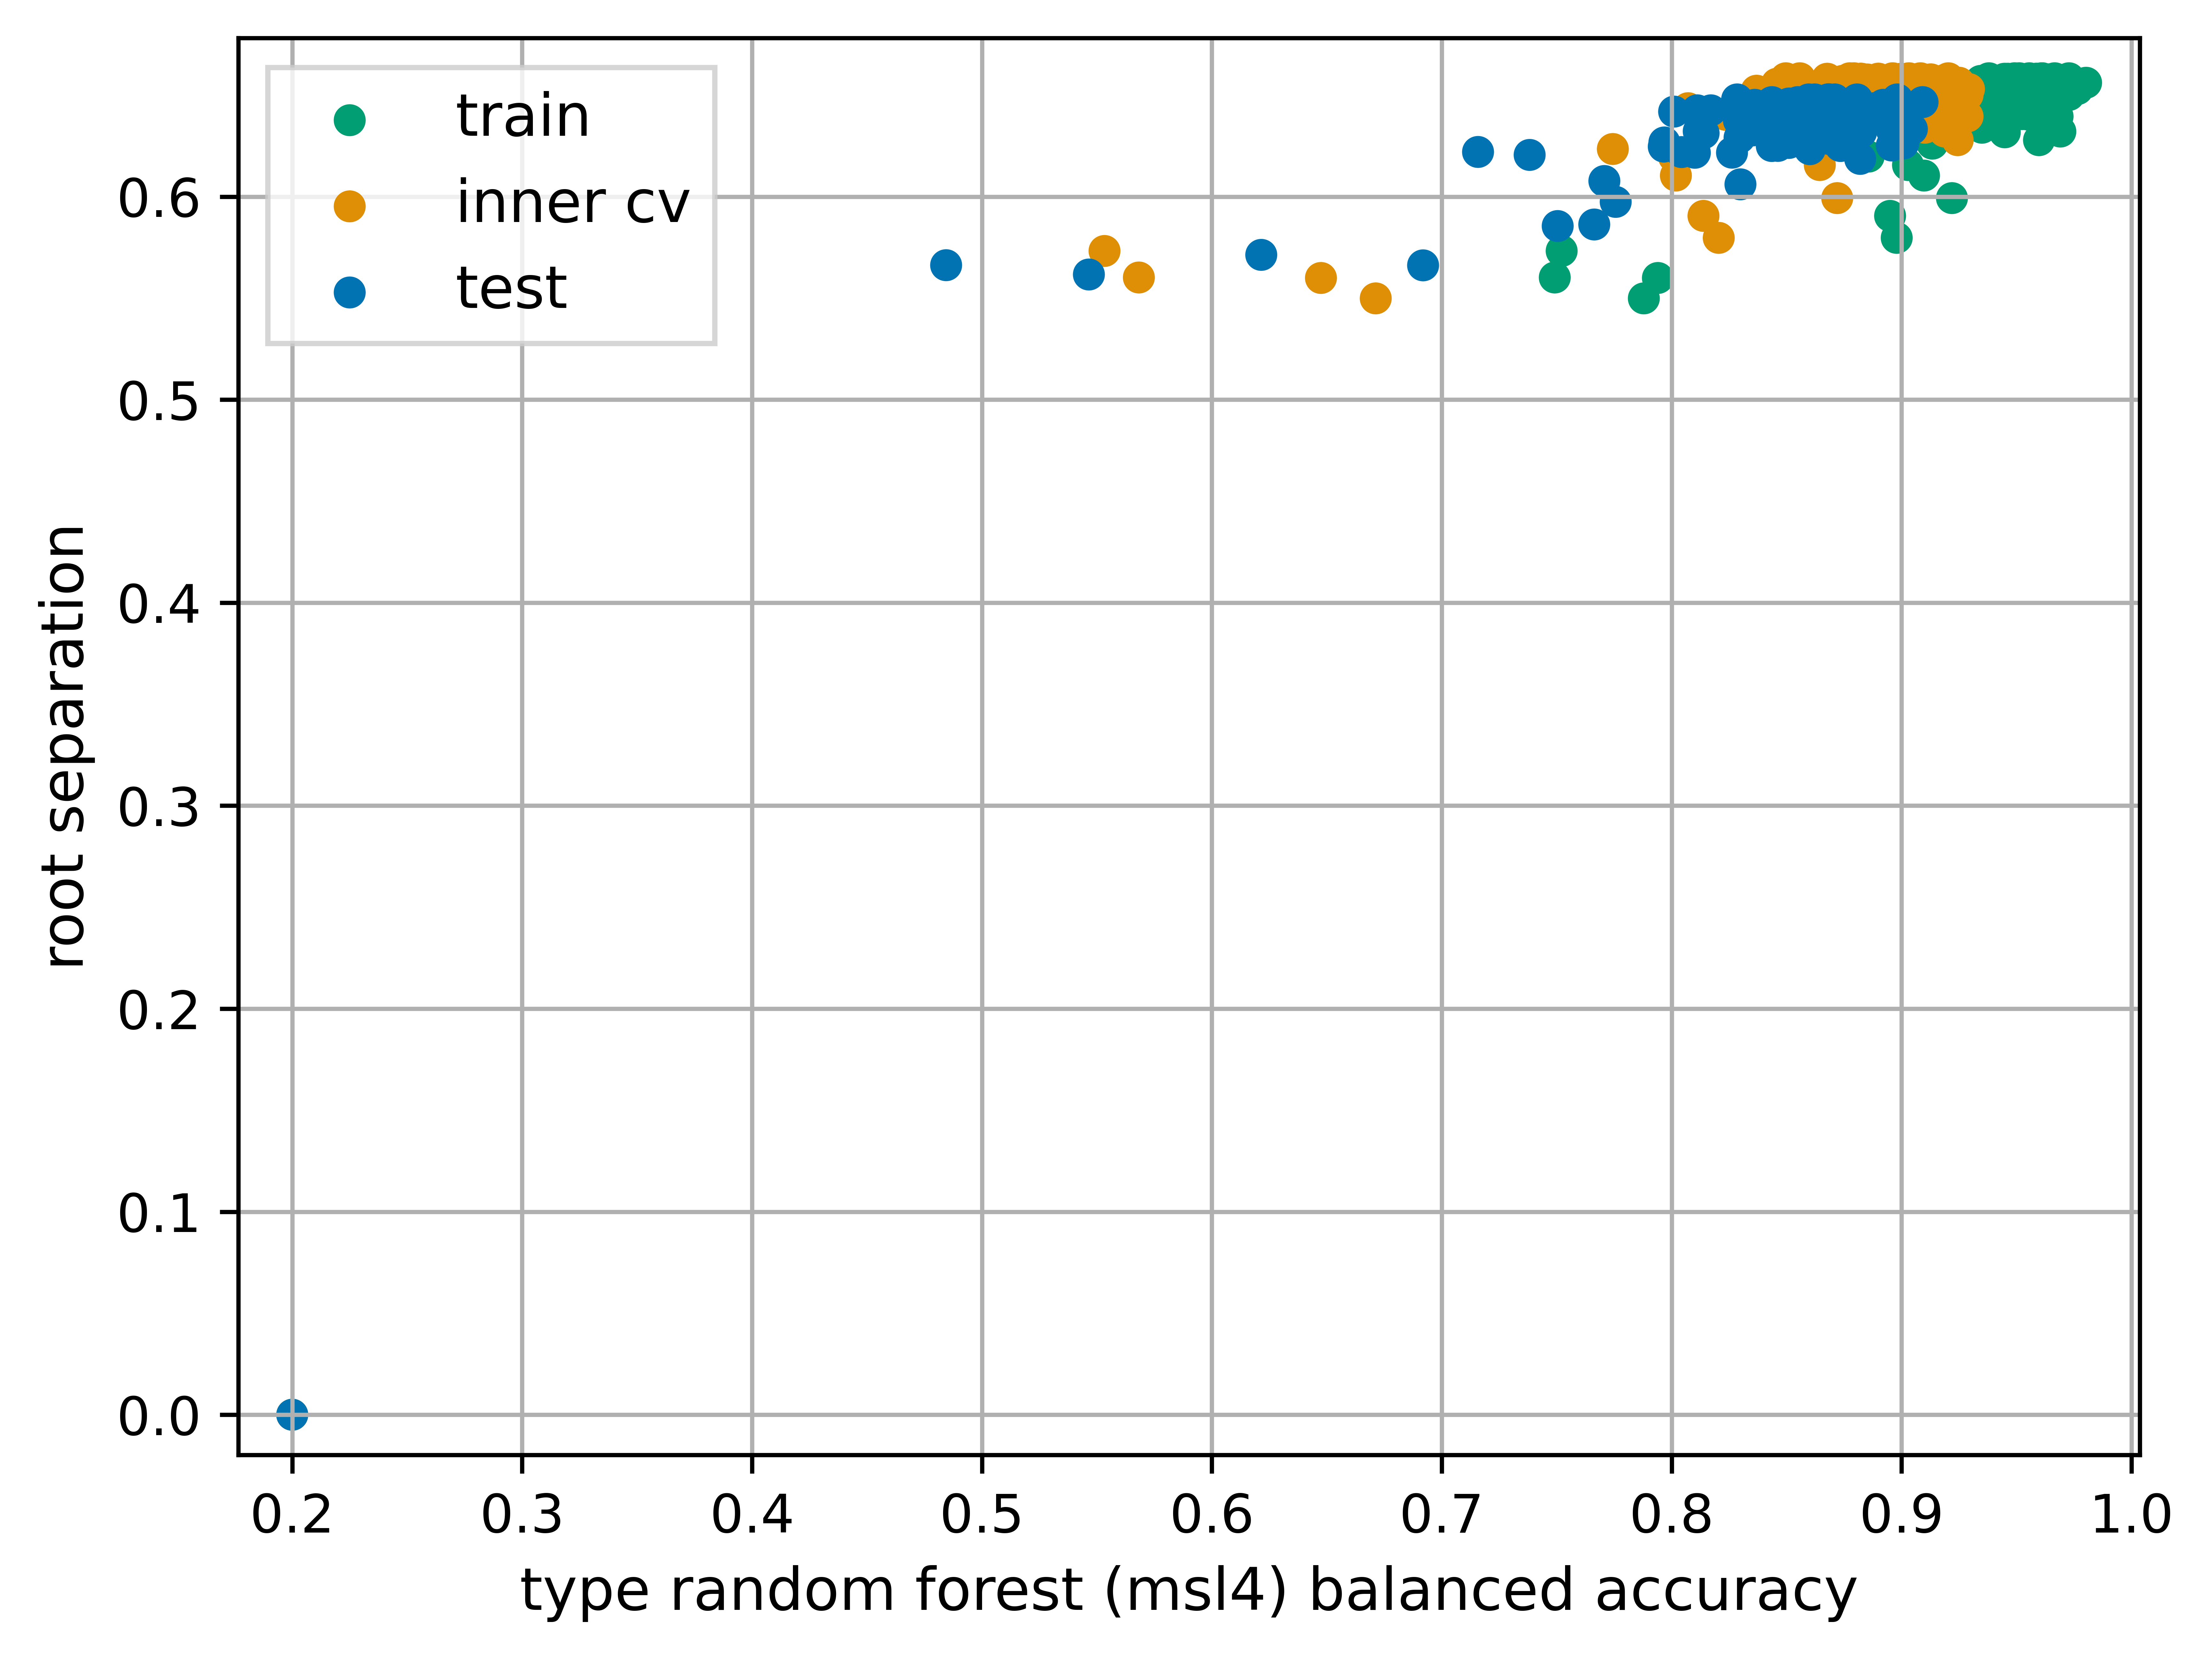 train
inner cv
test
root separation
0.6
0.5
0.4
0.3
0.2
0.1
0.0
0.2 0.3 0.4 0.5 0.6 0.7 0.8 0.9 1.0
type random forest (msl4) balanced accuracy